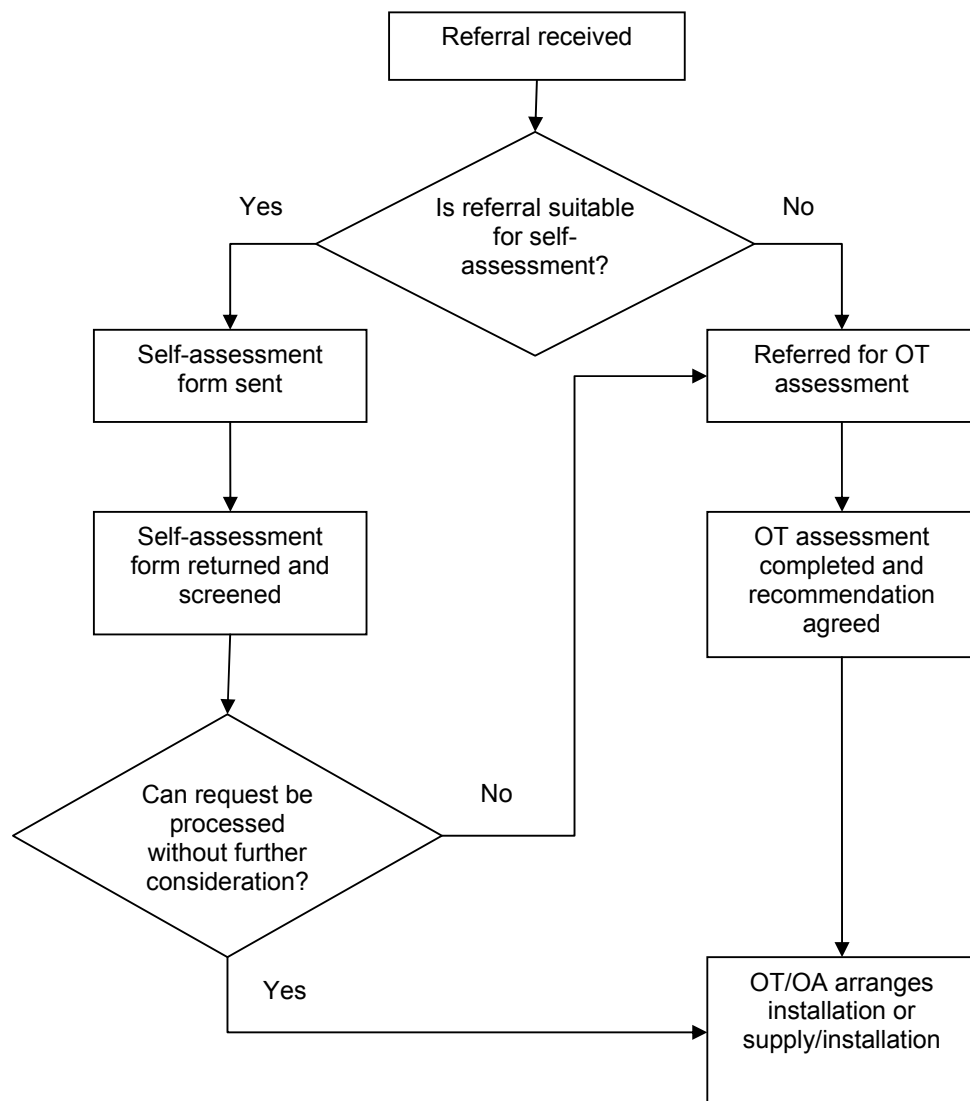 Referral received
Yes
Is referral suitable
for self-
assessment?
No
Self-assessment
form sent
Referred for OT
assessment
Self-assessment
form returned and
screened
OT assessment
completed and
recommendation
agreed
Can request be
processed
without further
consideration?
No
Yes
OT/OA arranges
installation or
supply/installation